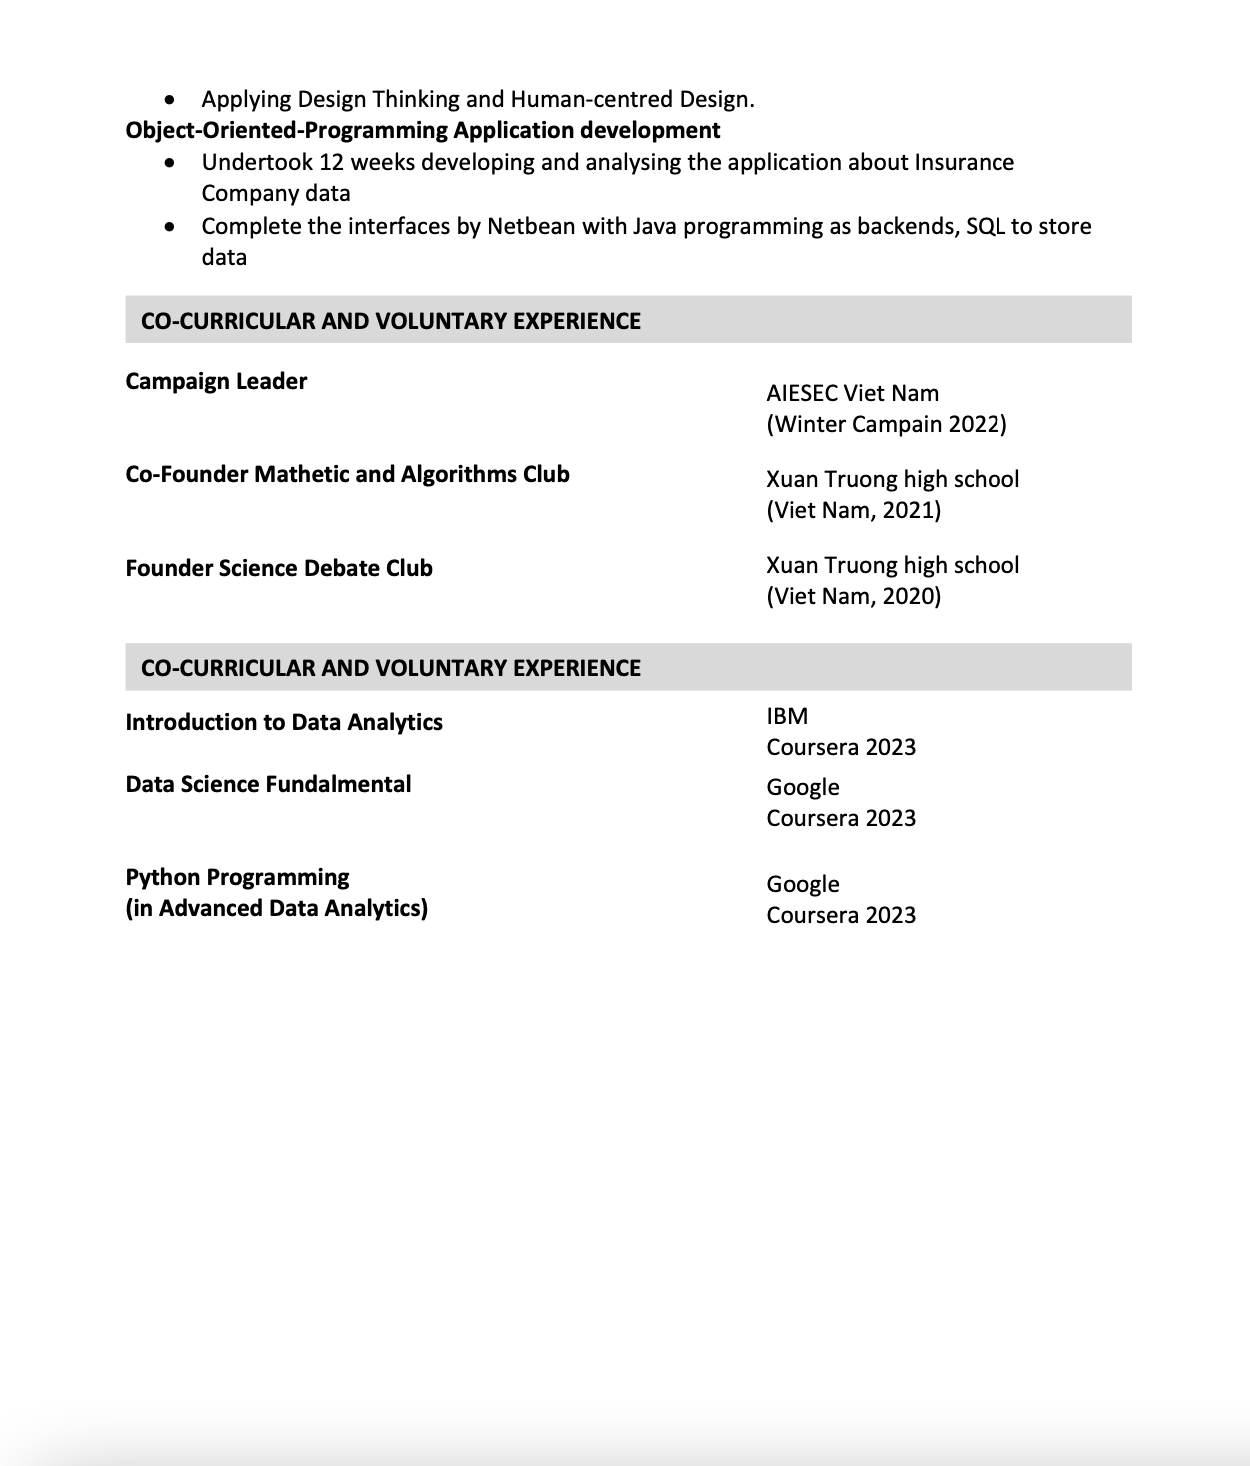 • Applying Design Thinking and Human-centred Design.
Object-Oriented-Programming Application development
• Undertook 12 weeks developing and analysing the application about Insurance
Company data
• Complete the interfaces by Netbean with Java programming as backends, SQL to store
data
CO-CURRICULAR AND VOLUNTARY EXPERIENCE
Campaign Leader
AIESEC Viet Nam
(Winter Campain 2022)
Co-Founder Mathetic and Algorithms Club
Xuan Truong high school
(Viet Nam, 2021)
Founder Science Debate Club
Xuan Truong high school
(Viet Nam, 2020)
CO-CURRICULAR AND VOLUNTARY EXPERIENCE
Introduction to Data Analytics
IBM
Coursera 2023
Data Science Fundalmental
Google
Coursera 2023
Python Programming
(in Advanced Data Analytics)
Google
Coursera 2023